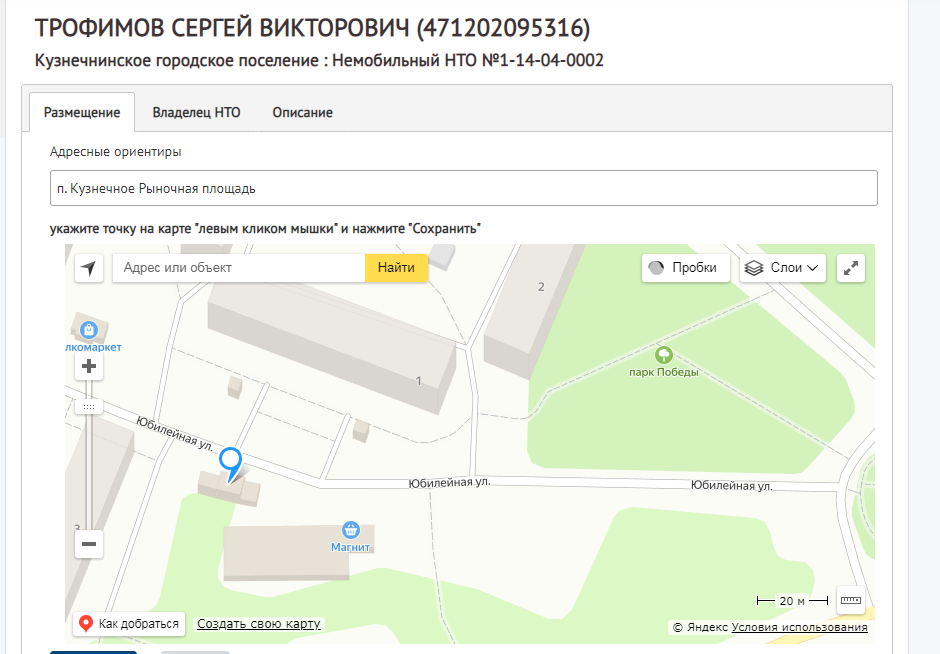 ТРОФИМОВ СЕРГЕЙ ВИКТОРОВИЧ (471202095316)
Кузнечнинское городское поселение : Немобильный НТО №1-14-04-0002
Размещение Владелец НТО Описание
Адресные ориентиры
п. Кузнечное Рыночная площадь
укажите точку на карте "левым кликом мышки" и нажмите "Сохранить"
Адрес или объект Найти Пробки Слои
2
лкомаркет
парк Победы
1
Юбилейная ул.
Юбилейная ул.
Юбилейная ул.
3
Магнит
20 м
Как добраться Создать свою карту
© Яндекс Условия использования